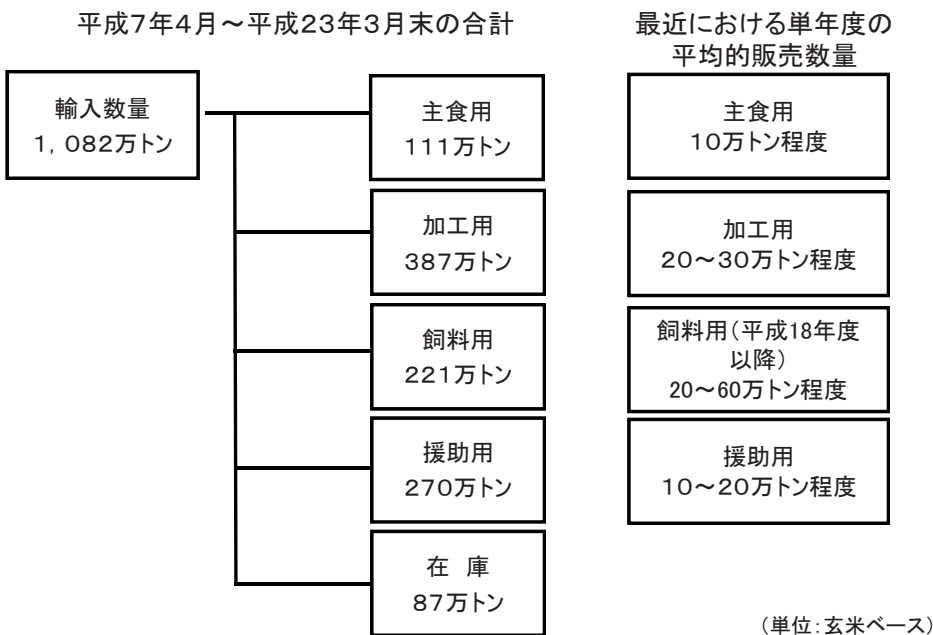 平成7年4月～平成23年3月末の合計
輸入数量
1，082万トン
主食用
111万トン
加工用
387万トン
飼料用
221万トン
援助用
270万トン
在　庫
87万トン
最近における単年度の
平均的販売数量
主食用
10万トン程度
加工用
20～30万トン程度
飼料用（平成18年度
以降）
20～60万トン程度
援助用
10～20万トン程度
（単位：玄米ベース）